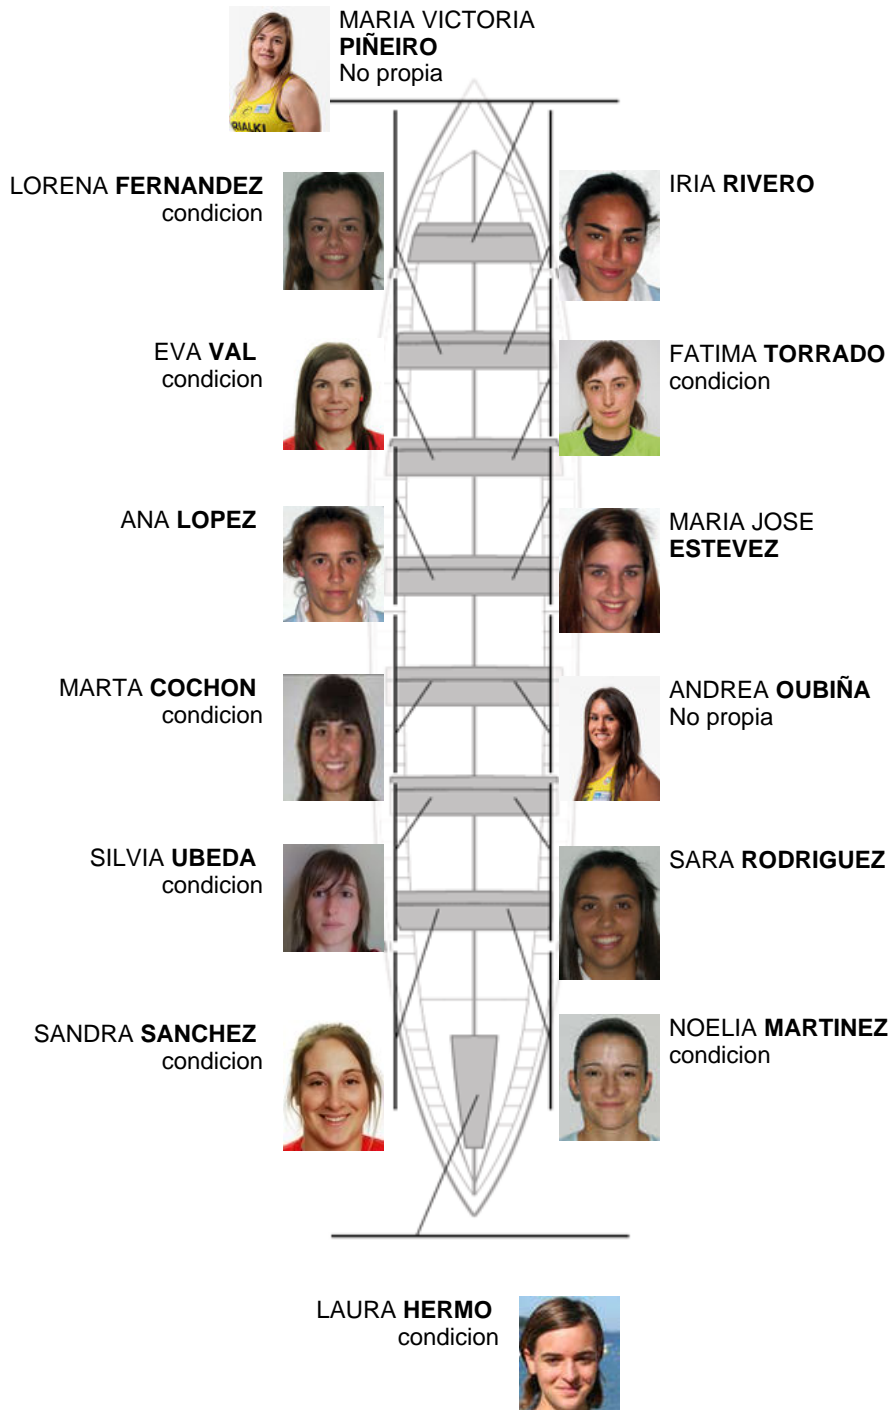 MARIA VICTORIA
PIÑEIRO
No propia
RIALKI
LORENA FERNANDEZ
condicion
IRIA RIVERO
EVA VAL
condicion
FATIMA TORRADO
condicion
ANA LOPEZ
MARIA JOSE
ESTEVEZ
MARTA COCHON
condicion
ANDREA OUBIÑA
No propia
SILVIA UBEDA
condicion
SARA RODRIGUEZ
SANDRA SANCHEZ
condicion
NOELIA MARTINEZ
condicion
LAURA HERMO
condicion